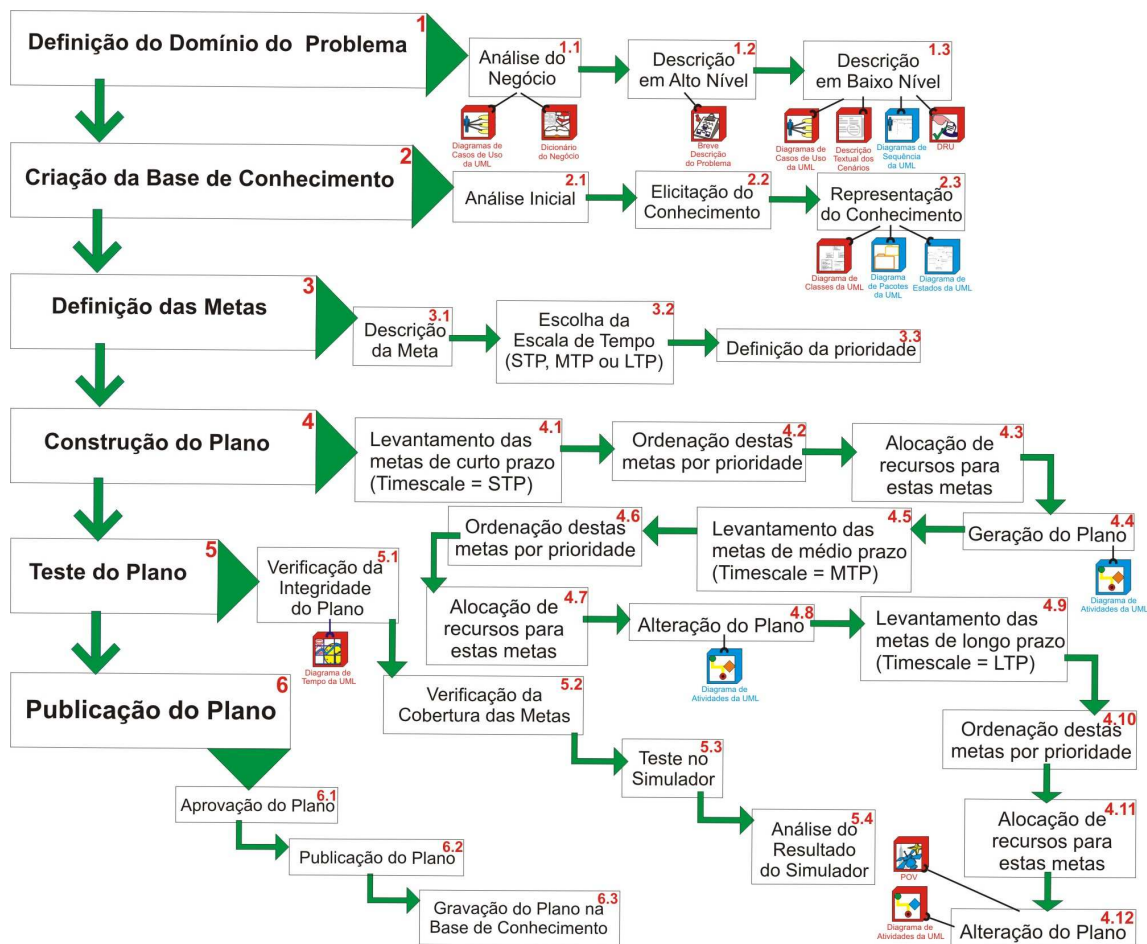 1
Definição do Domínio do Problema
1.1
Análise do
Negócio
1.2
Descrição
em Alto Nível
1.3
Descrição
em Baixo Nível
Diagramas de
Casos de Uso
da UML
Dicionário
do Negócio
Breve
Descrição
do Problema
Diagramas de
Casos de Uso
da UML
Descrição
Textual dos
Cenários
Diagramas de
Sequência
da UML
DRU
2
Criação da Base de Conhecimento
2.1
Análise Inicial
2.2
Elicitação do
Conhecimento
2.3
Representação
do Conhecimento
Diagrama de
Classes da UML
Diagrama
de Pacotes
da UML
Diagrama de
Estados da UML
3
Definição das Metas
3.1
Descrição
da Meta
3.2
Escolha da
Escala de Tempo
(STP, MTP ou LTP)
3.3
Definição da prioridade
4
Construção do Plano
4.1
Levantamento das
metas de curto prazo
(Timescale = STP)
4.2
Ordenação destas
metas por prioridade
4.3
Alocação de
recursos para
estas metas
4.4
Geração do Plano
Diagrama de
Atividades da UML
4.5
Levantamento das
metas de médio prazo
(Timescale = MTP)
4.6
Ordenação destas
metas por prioridade
4.7
Alocação de
recursos para
estas metas
4.8
Alteração do Plano
Diagrama de
Atividades da UML
4.9
Levantamento das
metas de longo prazo
(Timescale = LTP)
4.10
Ordenação destas
metas por prioridade
4.11
Alocação de
recursos para
estas metas
4.12
Alteração do Plano
POV
Diagrama de
Atividades da UML
5
Teste do Plano
5.1
Verificação da
Integridade
do Plano
Diagrama de
Tempo da UML
5.2
Verificação da
Cobertura das Metas
5.3
Teste no
Simulador
5.4
Análise do
Resultado
do Simulador
6
Publicação do Plano
6.1
Aprovação do Plano
6.2
Publicação do Plano
6.3
Gravação do Plano na
Base de Conhecimento